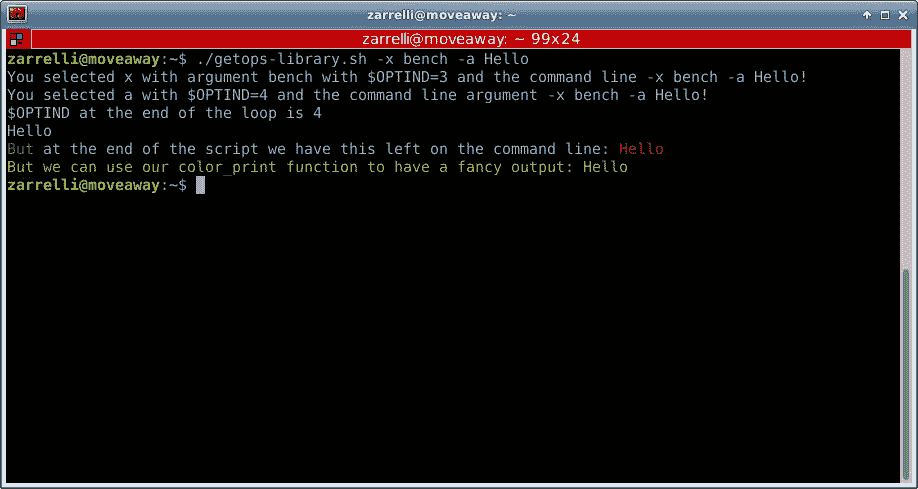 zarrelli@moveaway: ~
zarrelli@moveaway: ~ 99x24
zarrelli@moveaway:~$ ./getops-library.sh -x bench -a Hello
You selected x with argument bench with $OPTIND=3 and the command line -x bench -a Hello!
You selected a with $OPTIND=4 and the command line argument -x bench -a Hello!
$OPTIND at the end of the loop is 4
Hello
But at the end of the script we have this left on the command line: Hello
But we can use our color_print function to have a fancy output: Hello
zarrelli@moveaway:~$